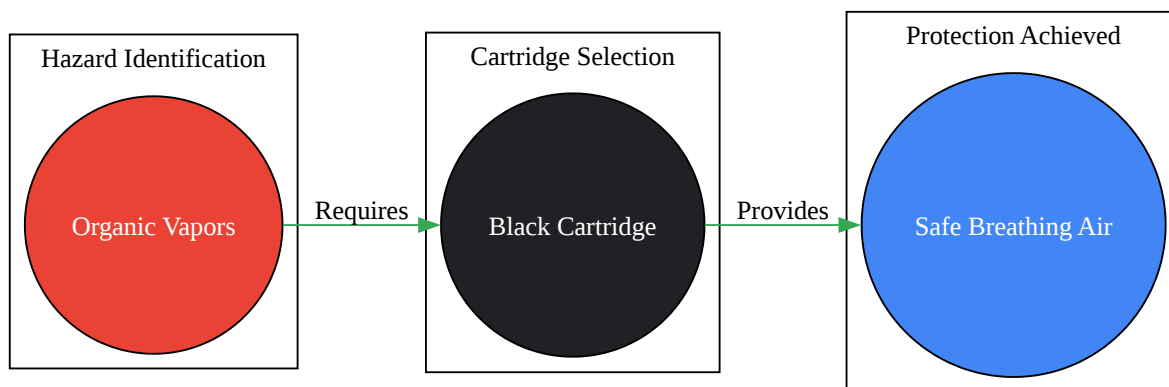 Hazard Identification
Organic Vapors
Requires
Cartridge Selection
Black Cartridge
Provides
Protection Achieved
Safe Breathing Air